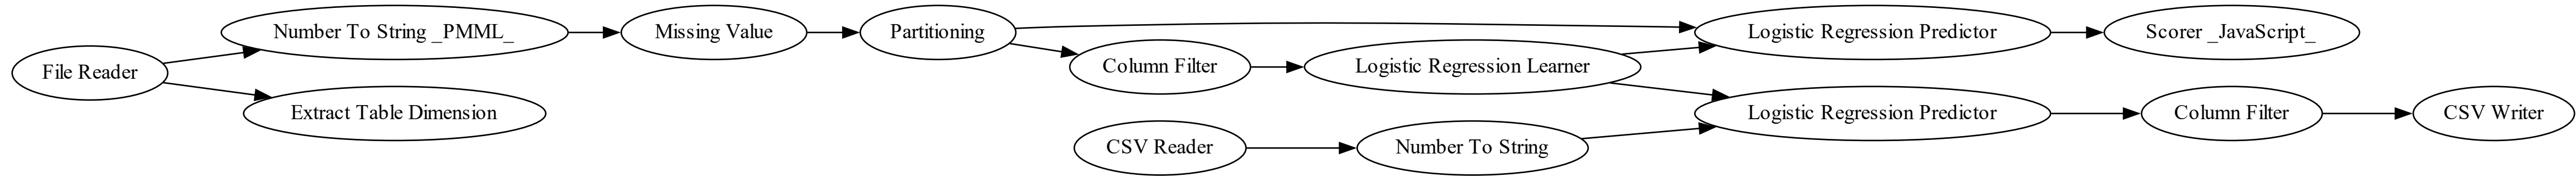 File Reader
Number To String _PMML_
Extract Table Dimension
Missing Value
Partitioning
Column Filter
CSV Reader
Logistic Regression Learner
Number To String
Logistic Regression Predictor
Logistic Regression Predictor
Scorer _JavaScript_
Column Filter
CSV Writer